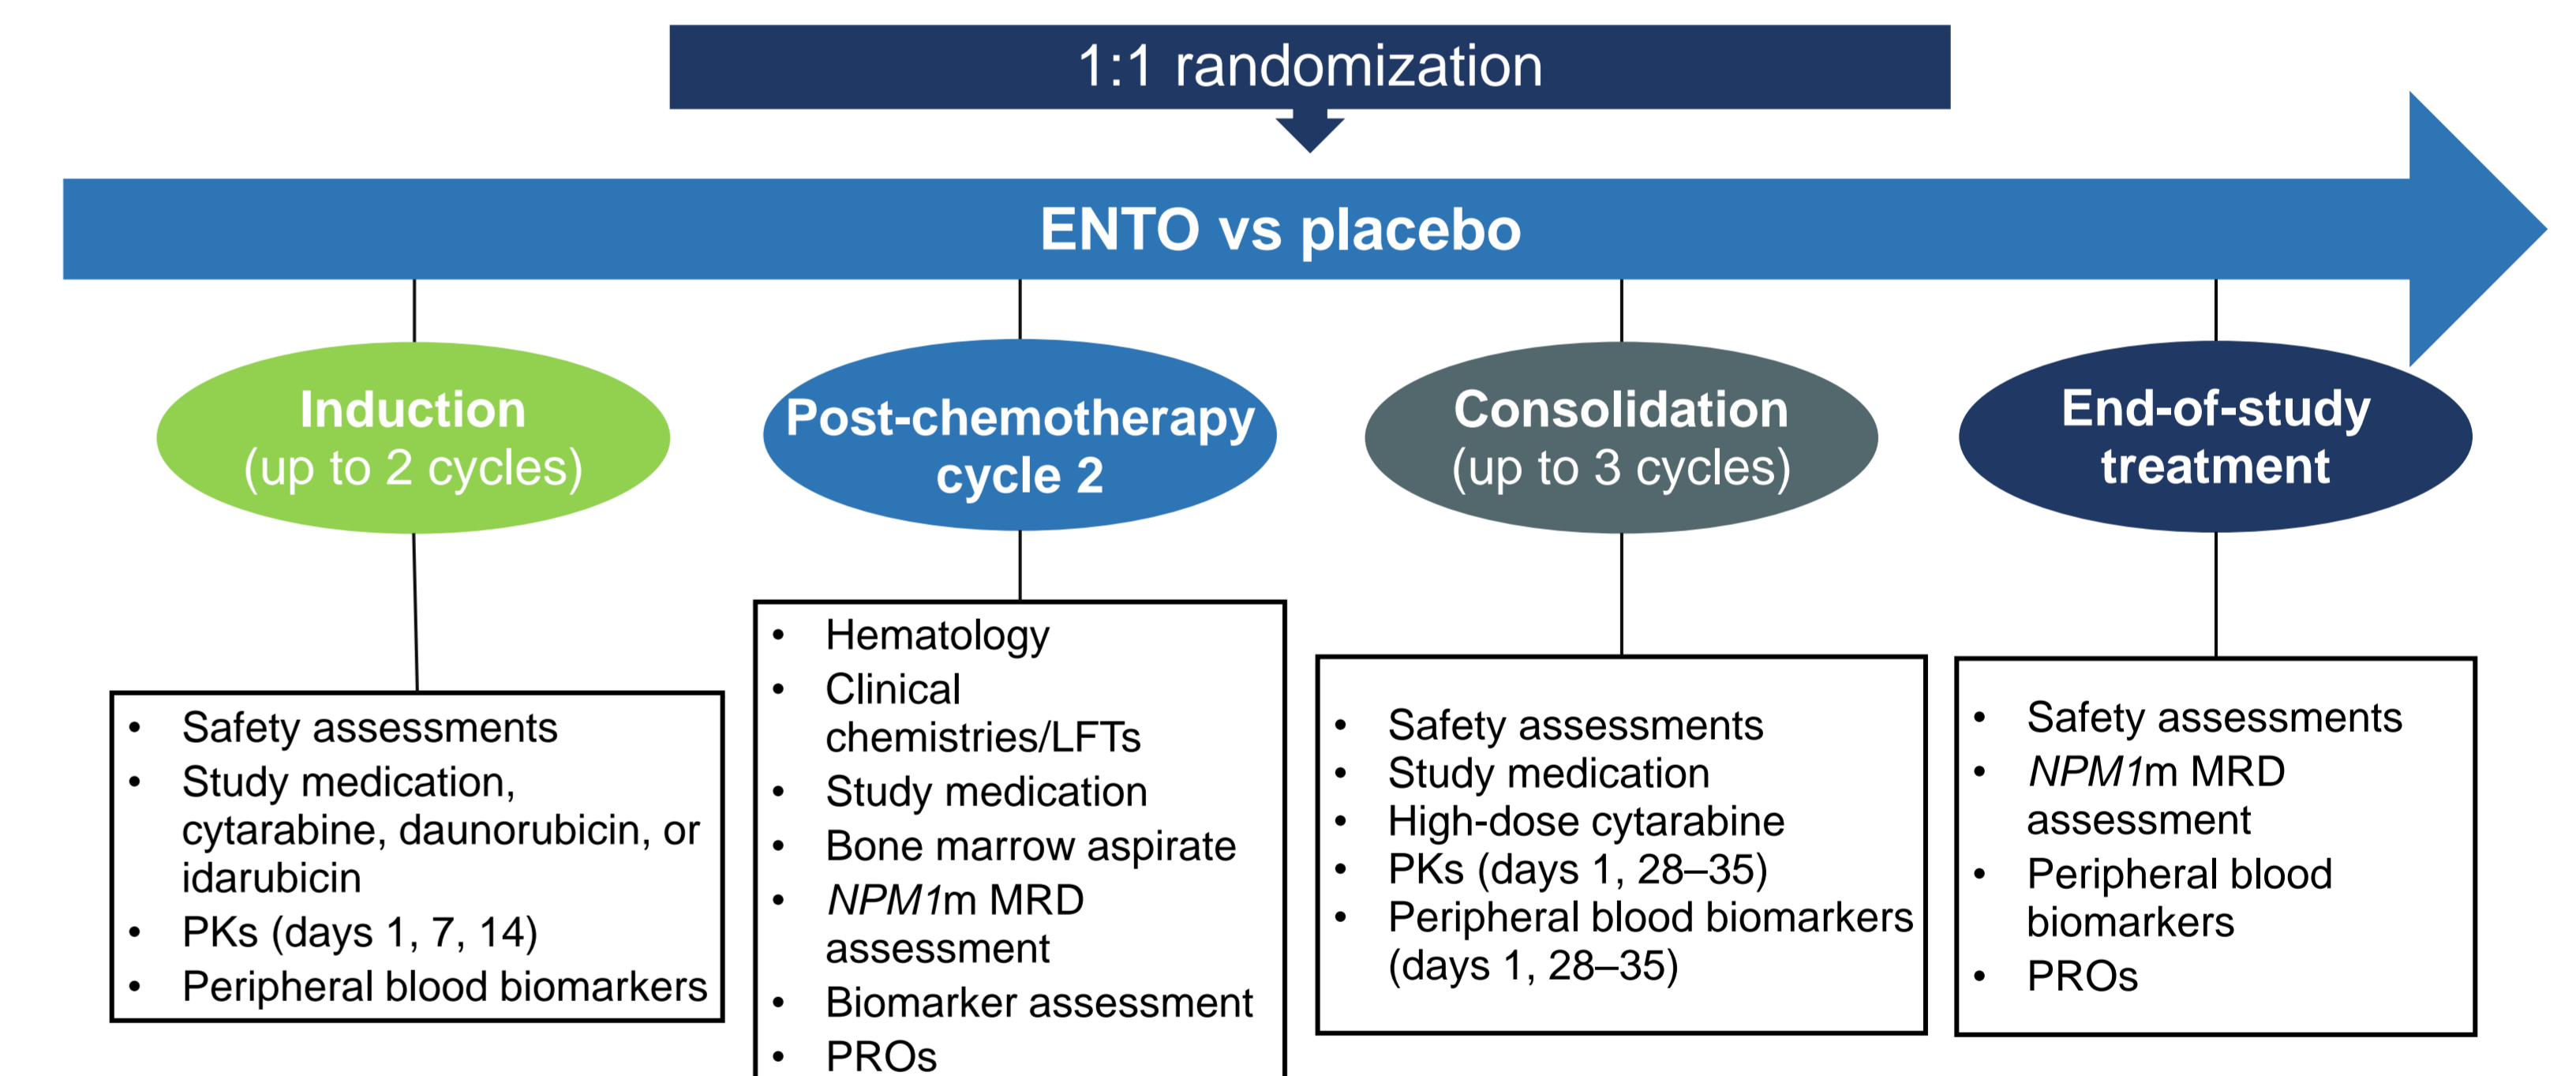 1:1 randomization
ENTO vs placebo
Induction
(up to 2 cycles)
• Safety assessments
• Study medication,
cytarabine, daunorubicin, or
idarubicin
• PKs (days 1, 7, 14)
• Peripheral blood biomarkers
Post-chemotherapy
cycle 2
• Hematology
• Clinical
chemistries/LFTs
• Study medication
• Bone marrow aspirate
• NPM1m MRD
assessment
• Biomarker assessment
• PROs
Consolidation
(up to 3 cycles)
• Safety assessments
• Study medication
• High-dose cytarabine
• PKs (days 1, 28–35)
• Peripheral blood biomarkers
(days 1, 28–35)
End-of-study
treatment
• Safety assessments
• NPM1m MRD
assessment
• Peripheral blood
biomarkers
• PROs